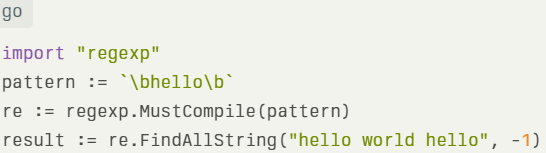 go
import "regexp"
pattern := `\bhello\b`
re := regexp.MustCompile(pattern)
result := re.FindAllString("hello world hello", -1)